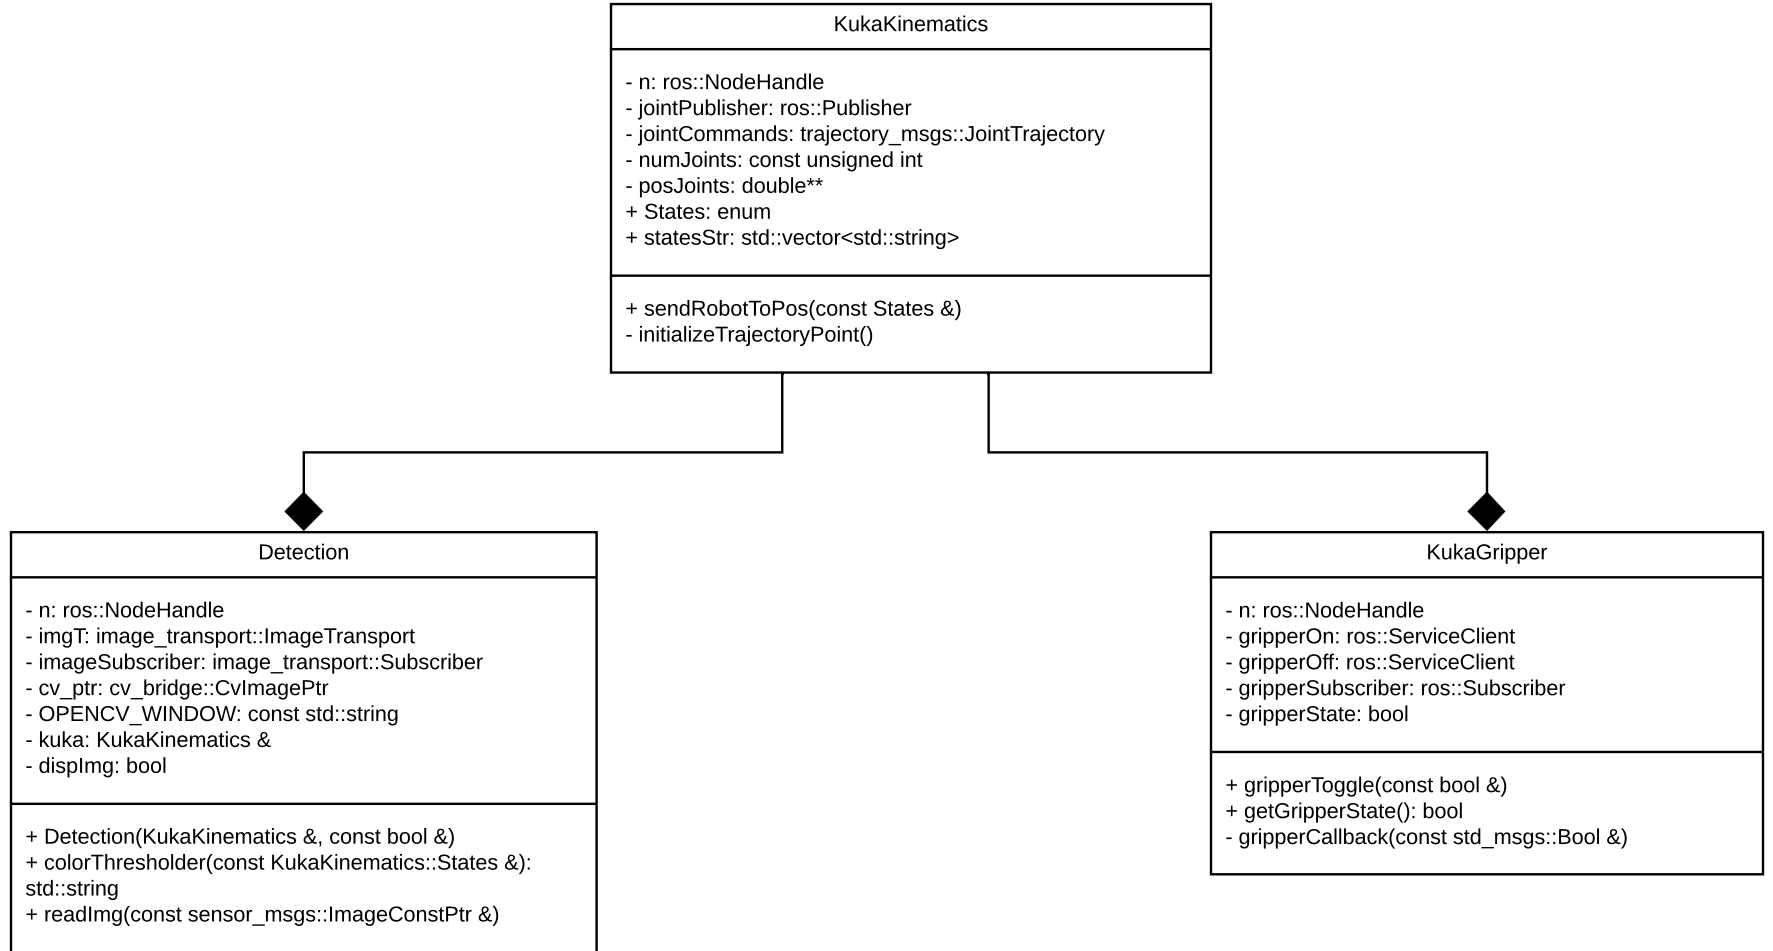 KukaKinematics
- n: ros::NodeHandle
- jointPublisher: ros::Publisher
- jointCommands: trajectory_msgs::JointTrajectory
- numJoints: const unsigned int
- posJoints: double**
+ States: enum
+ statesStr: std::vector<std::string>
+ sendRobotToPos(const States &)
- initializeTrajectoryPoint()
Detection
- n: ros::NodeHandle
- imgT: image_transport::ImageTransport
- imageSubscriber: image_transport::Subscriber
- cv_ptr: cv_bridge::CvImagePtr
- OPENCV_WINDOW: const std::string
- kuka: KukaKinematics &
- dispImg: bool
+ Detection(KukaKinematics &, const bool &)
+ colorThresholder(const KukaKinematics::States &):
std::string
+ readImg(const sensor_msgs::ImageConstPtr &)
KukaGripper
- n: ros::NodeHandle
- gripperOn: ros::ServiceClient
- gripperOff: ros::ServiceClient
- gripperSubscriber: ros::Subscriber
- gripperState: bool
+ gripperToggle(const bool &)
+ getGripperState(): bool
- gripperCallback(const std_msgs::Bool &)